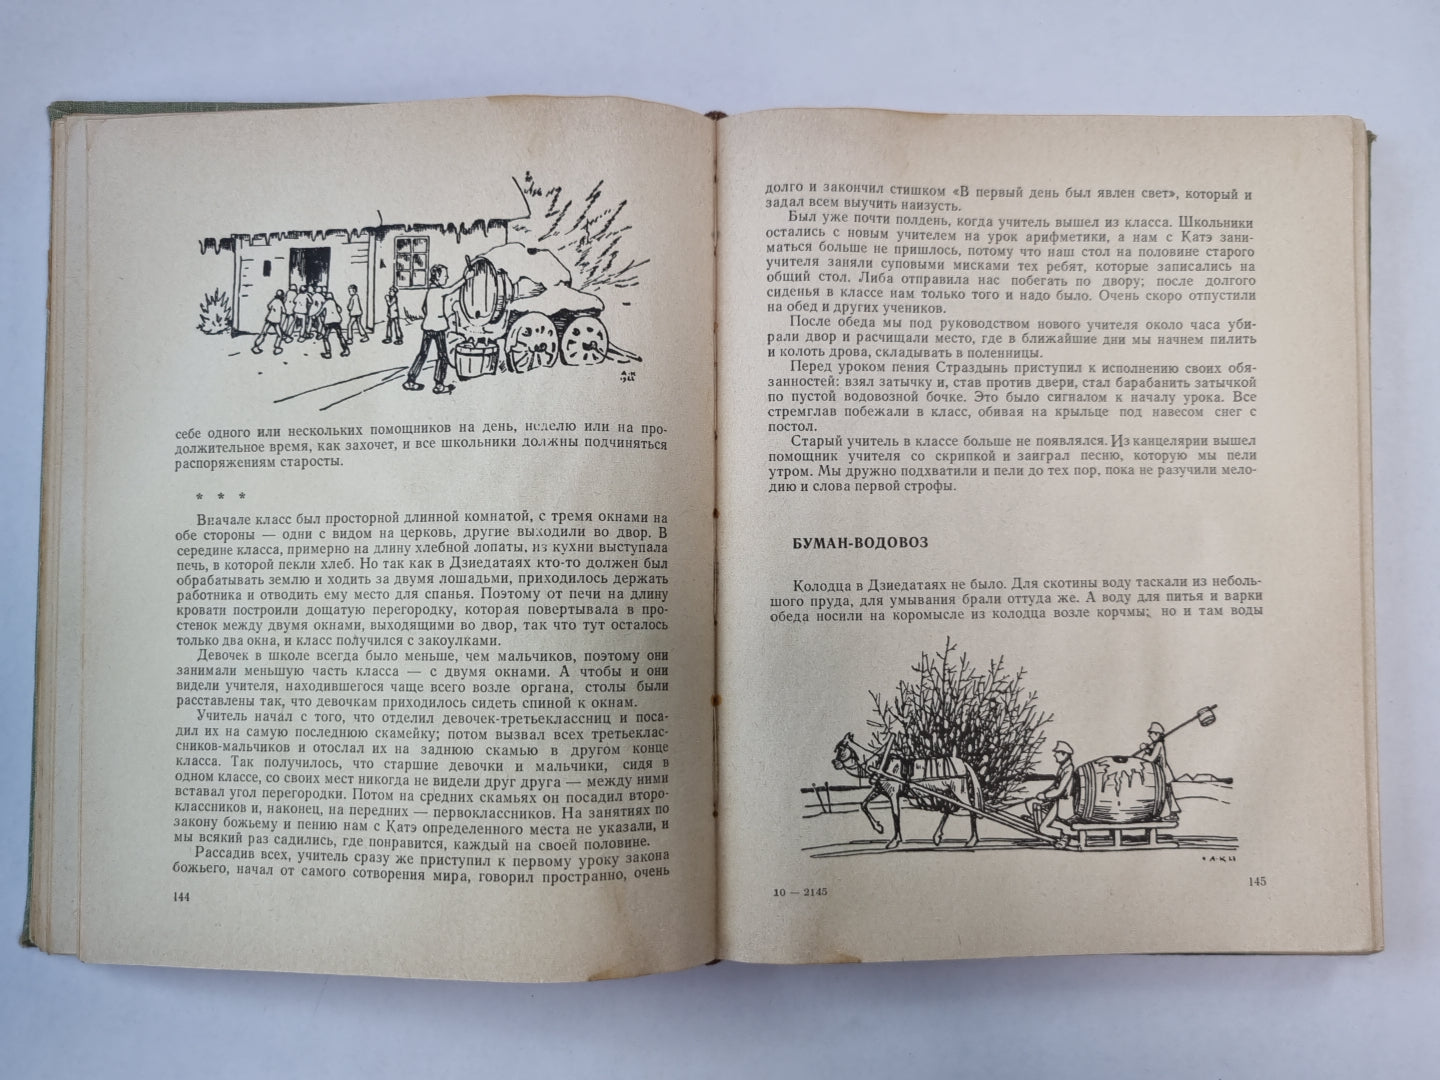 себе одного или нескольких помощников на день, неделю или на про-
должительное время, как захочет, и все школьники должны подчиняться
распоряжениям старосты.
* * *
Вначале класс был просторной длинной комнатой, с тремя окнами на
обе стороны — одни с видом на церковь, другие выходили во двор. В
середине класса, примерно на длину хлебной лопаты, из кухни выступала
печь, в которой пекли хлеб. Но так как в Дзиедатаях кто-то должен был
обрабатывать землю и ходить за двумя лошадьми, приходилось держать
работника и отводить ему место для спанья. Поэтому от печи на длину
кровати построили дощатую перегородку, которая повертывала в про-
стенок между двумя окнами, выходящими во двор, так что тут осталось
только два окна, и класс получился с закоулками.
Девочек в школе всегда было меньше, чем мальчиков, поэтому они
занимали меньшую часть класса — с двумя окнами. А чтобы и они
видели учителя, находившегося чаще всего возле органа, столы были
расставлены так, что девочкам приходилось сидеть спиной к окнам.
Учитель начал с того, что отделил девочек-третьеклассниц и поса-
дил их на самую последнюю скамейку; потом вызвал всех третьеклас-
сников-мальчиков и отослал их на заднюю скамью в другом конце
класса. Так получилось, что старшие девочки и мальчики, сидя в
одном классе, со своих мест никогда не видели друг друга — между ними
вставал угол перегородки. Потом на средних скамьях он посадил второ-
классников и, наконец, на передних — первоклассников. На занятиях по
закону божьему и пению нам с Катэ определенного места не указали, и
мы всякий раз садились, где понравится, каждый на своей половине.
Рассадив всех, учитель сразу же приступил к первому уроку закона
божьего, начал от самого сотворения мира, говорил пространно, очень
144
долго и закончил стишком «В первый день был явлен свет», который и
задал всем выучить наизусть.
Был уже почти полдень, когда учитель вышел из класса. Школьники
остались с новым учителем на урок арифметики, а нам с Катэ зани-
маться больше не пришлось, потому что наш стол на половине старого
учителя заняли суповыми мисками тех ребят, которые записались на
общий стол. Либа отправила нас побегать по двору; после долгого
сиденья в классе нам только того и надо было. Очень скоро отпустили
на обед и других учеников.
После обеда мы под руководством нового учителя около часа уби-
рали двор и расчищали место, где в ближайшие дни мы начнем пилить
и колоть дрова, складывать в поленницы.
Перед уроком пения Страздынь приступил к исполнению своих обя-
занностей: взял затычку и, став против двери, стал барабанить затычкой
по пустой водовозной бочке. Это было сигналом к началу урока. Все
стремглав побежали в класс, обивая на крыльце под навесом снег с
постол.
Старый учитель в классе больше не появлялся. Из канцелярии вышел
помощник учителя со скрипкой и заиграл песню, которую мы пели
утром. Мы дружно подхватили и пели до тех пор, пока не разучили мело-
дию и слова первой строфы.
БУМАН-ВОДОВОЗ
Колодца в Дзиедатаях не было. Для скотины воду таскали из неболь-
шого пруда, для умывания брали оттуда же. А воду для питья и варки
обеда носили на коромысле из колодца возле корчмы; но и там воды
10 — 2145
145